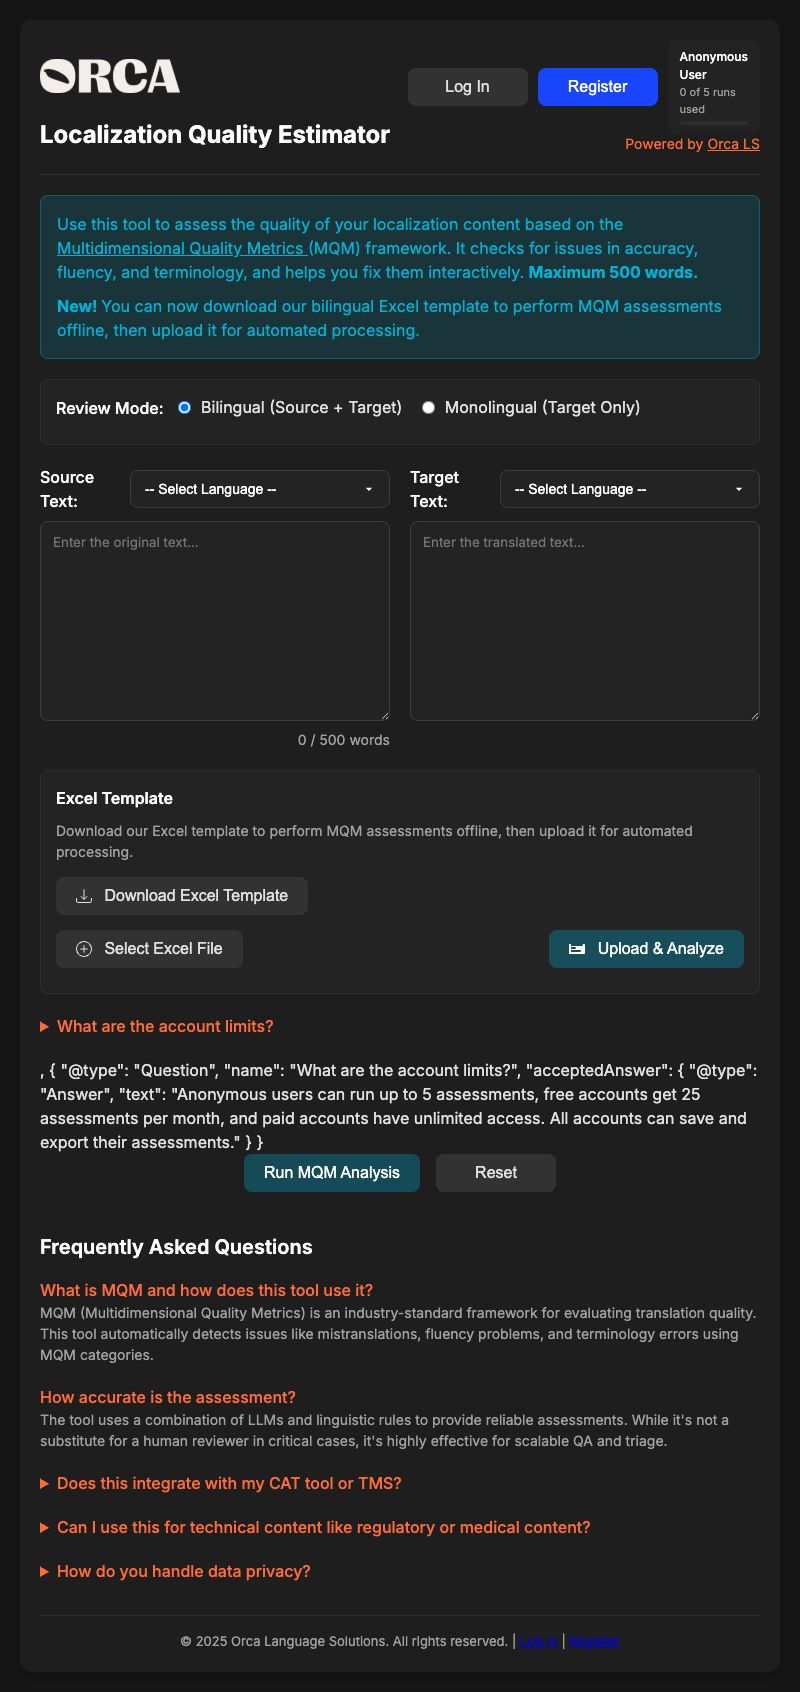 ORCA
Log In
Register
Anonymous
User
0 of 5 runs
used
Localization Quality Estimator
Powered by Orca LS
Use this tool to assess the quality of your localization content based on the
Multidimensional Quality Metrics (MQM) framework. It checks for issues in accuracy,
fluency, and terminology, and helps you fix them interactively. Maximum 500 words.
New! You can now download our bilingual Excel template to perform MQM assessments
offline, then upload it for automated processing.
Review Mode: Bilingual (Source + Target) Monolingual (Target Only)
Source
Text:
-- Select Language --
Target
Text:
-- Select Language --
Enter the original text...
Enter the translated text...
0 / 500 words
Excel Template
Download our Excel template to perform MQM assessments offline, then upload it for automated
processing.
Download Excel Template
Select Excel File
Upload & Analyze
What are the account limits?
, { "@type": "Question", "name": "What are the account limits?", "acceptedAnswer": { "@type":
"Answer", "text": "Anonymous users can run up to 5 assessments, free accounts get 25
assessments per month, and paid accounts have unlimited access. All accounts can save and
export their assessments." } }
Run MQM Analysis
Reset
Frequently Asked Questions
What is MQM and how does this tool use it?
MQM (Multidimensional Quality Metrics) is an industry-standard framework for evaluating translation quality.
This tool automatically detects issues like mistranslations, fluency problems, and terminology errors using
MQM categories.
How accurate is the assessment?
The tool uses a combination of LLMs and linguistic rules to provide reliable assessments. While it's not a
substitute for a human reviewer in critical cases, it's highly effective for scalable QA and triage.
Does this integrate with my CAT tool or TMS?
Can I use this for technical content like regulatory or medical content?
How do you handle data privacy?
© 2025 Orca Language Solutions. All rights reserved. | Log In | Register